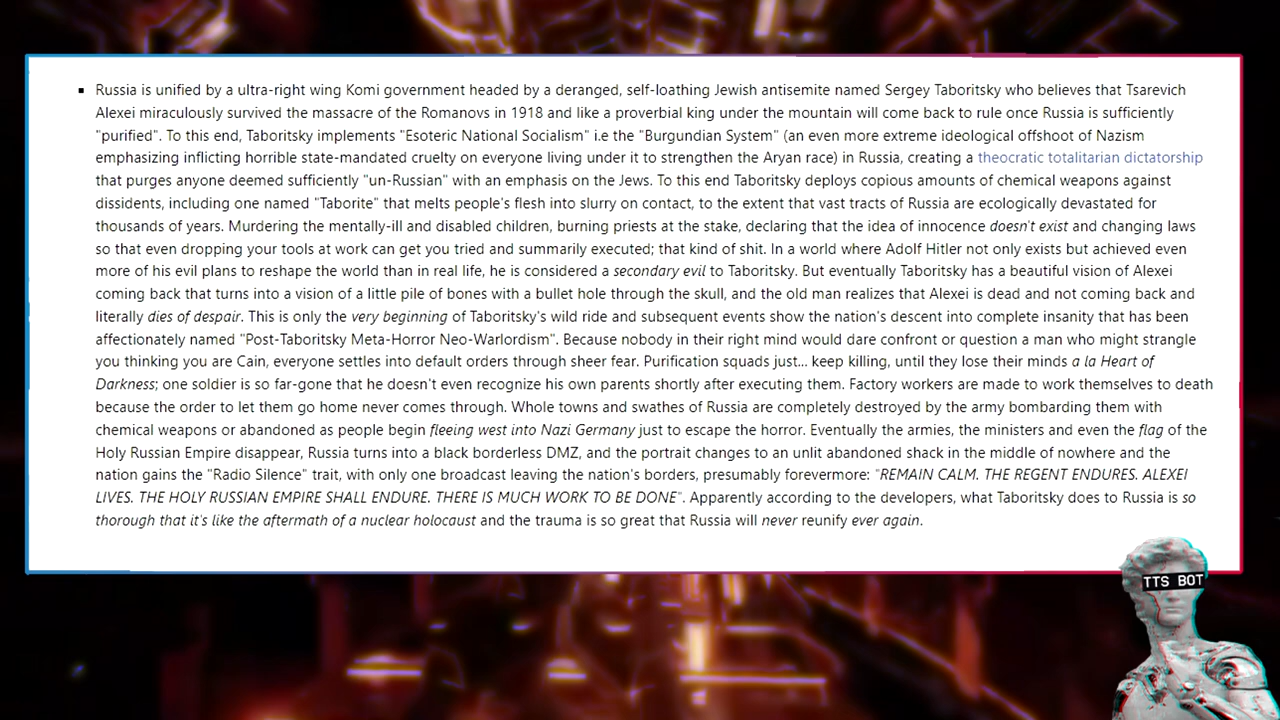 ▪ Russia is unified by a ultra-right wing Komi government headed by a deranged, self-loathing Jewish antisemite named Sergey Taboritsky who believes that Tsarevich
Alexei miraculously survived the massacre of the Romanovs in 1918 and like a proverbial king under the mountain will come back to rule once Russia is sufficiently
"purified". To this end, Taboritsky implements "Esoteric National Socialism" i.e the "Burgundian System" (an even more extreme ideological offshoot of Nazism
emphasizing inflicting horrible state-mandated cruelty on everyone living under it to strengthen the Aryan race) in Russia, creating a theocratic totalitarian dictatorship
that purges anyone deemed sufficiently "un-Russian" with an emphasis on the Jews. To this end Taboritsky deploys copious amounts of chemical weapons against
dissidents, including one named "Taborite" that melts people's flesh into slurry on contact, to the extent that vast tracts of Russia are ecologically devastated for
thousands of years. Murdering the mentally-ill and disabled children, burning priests at the stake, declaring that the idea of innocence doesn't exist and changing laws
so that even dropping your tools at work can get you tried and summarily executed; that kind of shit. In a world where Adolf Hitler not only exists but achieved even
more of his evil plans to reshape the world than in real life, he is considered a secondary evil to Taboritsky. But eventually Taboritsky has a beautiful vision of Alexei
coming back that turns into a vision of a little pile of bones with a bullet hole through the skull, and the old man realizes that Alexei is dead and not coming back and
literally dies of despair. This is only the very beginning of Taboritsky's wild ride and subsequent events show the nation's descent into complete insanity that has been
affectionately named "Post-Taboritsky Meta-Horror Neo-Warlordism". Because nobody in their right mind would dare confront or question a man who might strangle
you thinking you are Cain, everyone settles into default orders through sheer fear. Purification squads just... keep killing, until they lose their minds a la Heart of
Darkness; one soldier is so far-gone that he doesn't even recognize his own parents shortly after executing them. Factory workers are made to work themselves to death
because the order to let them go home never comes through. Whole towns and swathes of Russia are completely destroyed by the army bombarding them with
chemical weapons or abandoned as people begin fleeing west into Nazi Germany just to escape the horror. Eventually the armies, the ministers and even the flag of the
Holy Russian Empire disappear, Russia turns into a black borderless DMZ, and the portrait changes to an unlit abandoned shack in the middle of nowhere and the
nation gains the "Radio Silence" trait, with only one broadcast leaving the nation's borders, presumably forevermore: "REMAIN CALM. THE REGENT ENDURES. ALEXEI
LIVES. THE HOLY RUSSIAN EMPIRE SHALL ENDURE. THERE IS MUCH WORK TO BE DONE". Apparently according to the developers, what Taboritsky does to Russia is so
thorough that it's like the aftermath of a nuclear holocaust and the trauma is so great that Russia will never reunify ever again.
TTS BOT